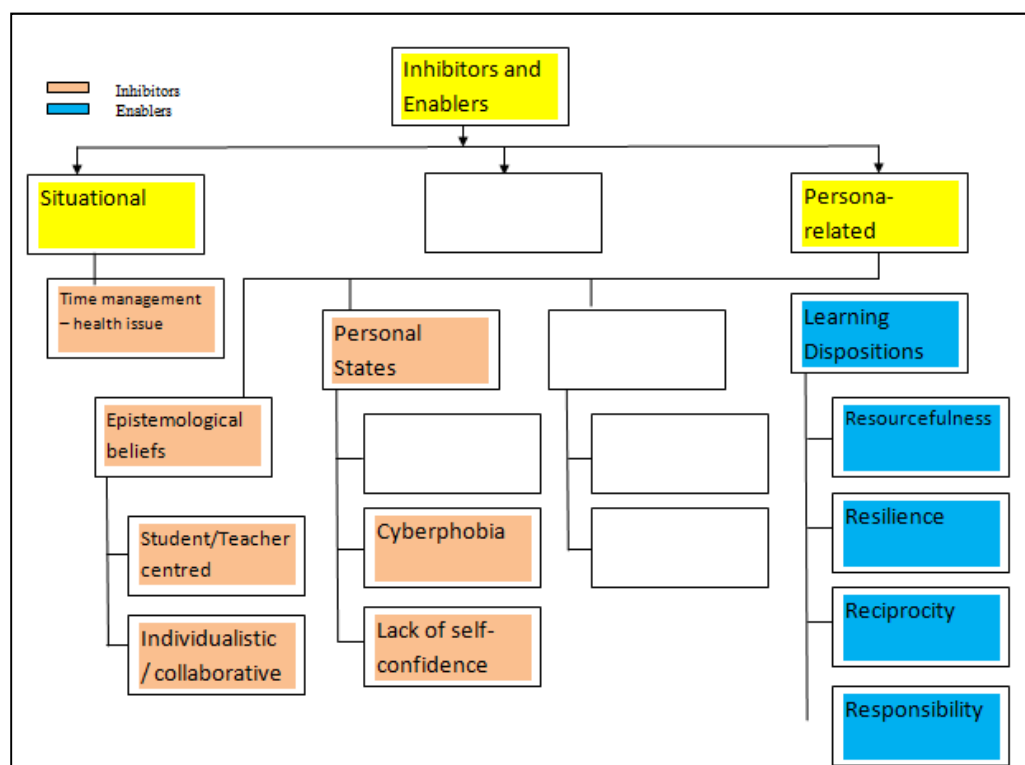 Inhibitors and
Enablers
Inhibitors
Enablers
Situational
Persona-
related
Time management
– health issue
Personal
States
Learning
Dispositions
Epistemological
beliefs
Resourcefulness
Student/Teacher
centred
Cyberphobia
Resilience
Individualistic
/ collaborative
Lack of self-
confidence
Reciprocity
Responsibility